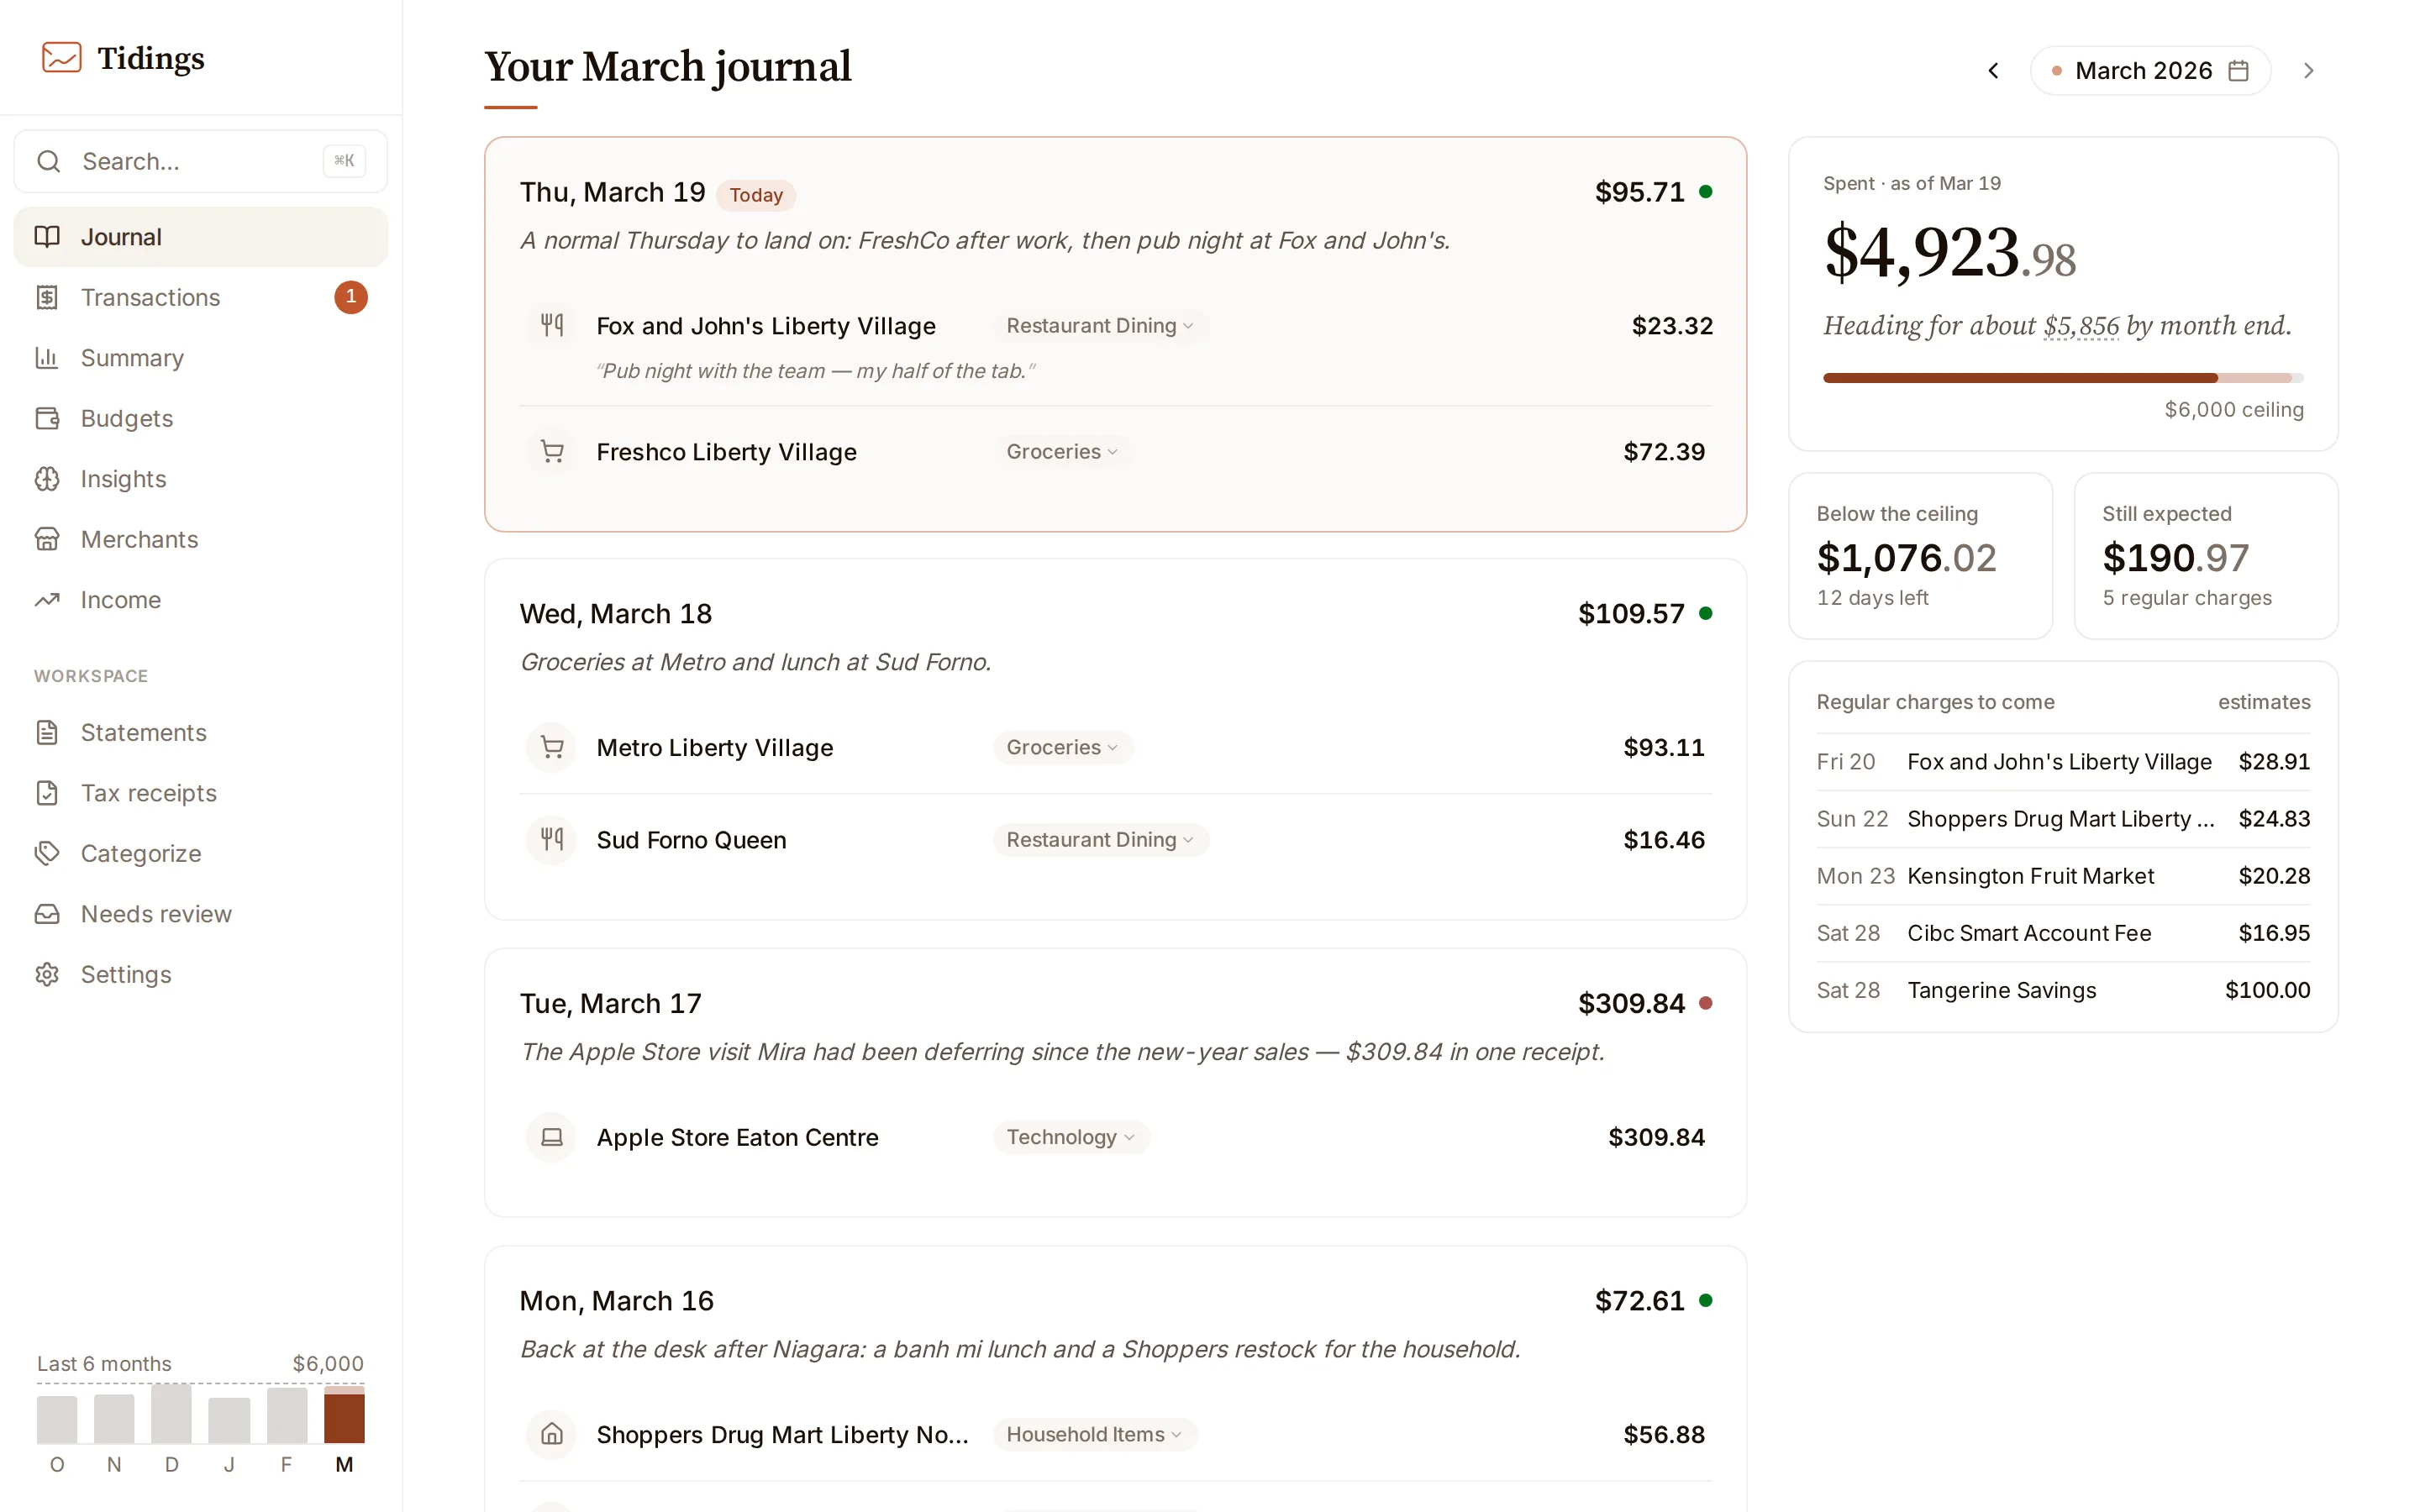 Tidings
Search...
⌘K
Journal
Transactions
1
Summary
Budgets
Insights
Merchants
Income
WORKSPACE
Statements
Tax receipts
Categorize
Needs review
Settings
Last 6 months
$6,000
O N D J F M
Your March journal
March 2026
Thu, March 19 Today $95.71
A normal Thursday to land on: FreshCo after work, then pub night at Fox and John's.
Fox and John's Liberty Village Restaurant Dining $23.32
“Pub night with the team — my half of the tab.”
Freshco Liberty Village Groceries $72.39
Wed, March 18 $109.57
Groceries at Metro and lunch at Sud Forno.
Metro Liberty Village Groceries $93.11
Sud Forno Queen Restaurant Dining $16.46
Tue, March 17 $309.84
The Apple Store visit Mira had been deferring since the new-year sales — $309.84 in one receipt.
Apple Store Eaton Centre Technology $309.84
Mon, March 16 $72.61
Back at the desk after Niagara: a banh mi lunch and a Shoppers restock for the household.
Shoppers Drug Mart Liberty No... Household Items $56.88
Spent · as of Mar 19
$4,923.98
Heading for about $5,856 by month end.
$6,000 ceiling
Below the ceiling
$1,076.02
12 days left
Still expected
$190.97
5 regular charges
Regular charges to come estimates
Fri 20 Fox and John's Liberty Village $28.91
Sun 22 Shoppers Drug Mart Liberty ... $24.83
Mon 23 Kensington Fruit Market $20.28
Sat 28 Cibc Smart Account Fee $16.95
Sat 28 Tangerine Savings $100.00